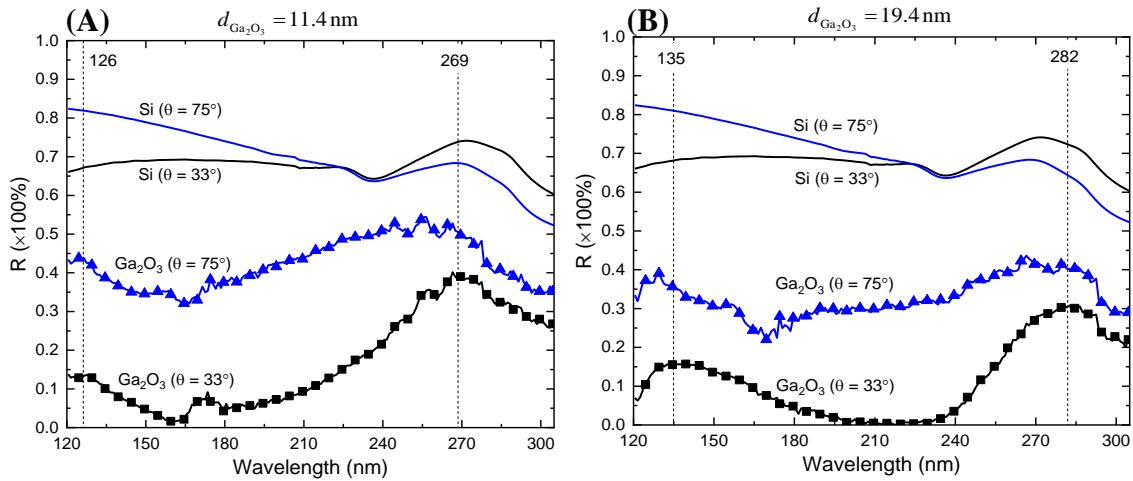 (A) d_Ga₂O₃ = 11.4 nm
1.0
0.9
0.8
0.7
0.6
0.5
0.4
0.3
0.2
0.1
0.0
R (×100%)
126
269
Si (θ = 75°)
Si (θ = 33°)
Ga₂O₃ (θ = 75°)
Ga₂O₃ (θ = 33°)
120 150 180 210 240 270 300
Wavelength (nm)
(B) d_Ga₂O₃ = 19.4 nm
1.0
0.9
0.8
0.7
0.6
0.5
0.4
0.3
0.2
0.1
0.0
R (×100%)
135
282
Si (θ = 75°)
Si (θ = 33°)
Ga₂O₃ (θ = 75°)
Ga₂O₃ (θ = 33°)
120 150 180 210 240 270 300
Wavelength (nm)